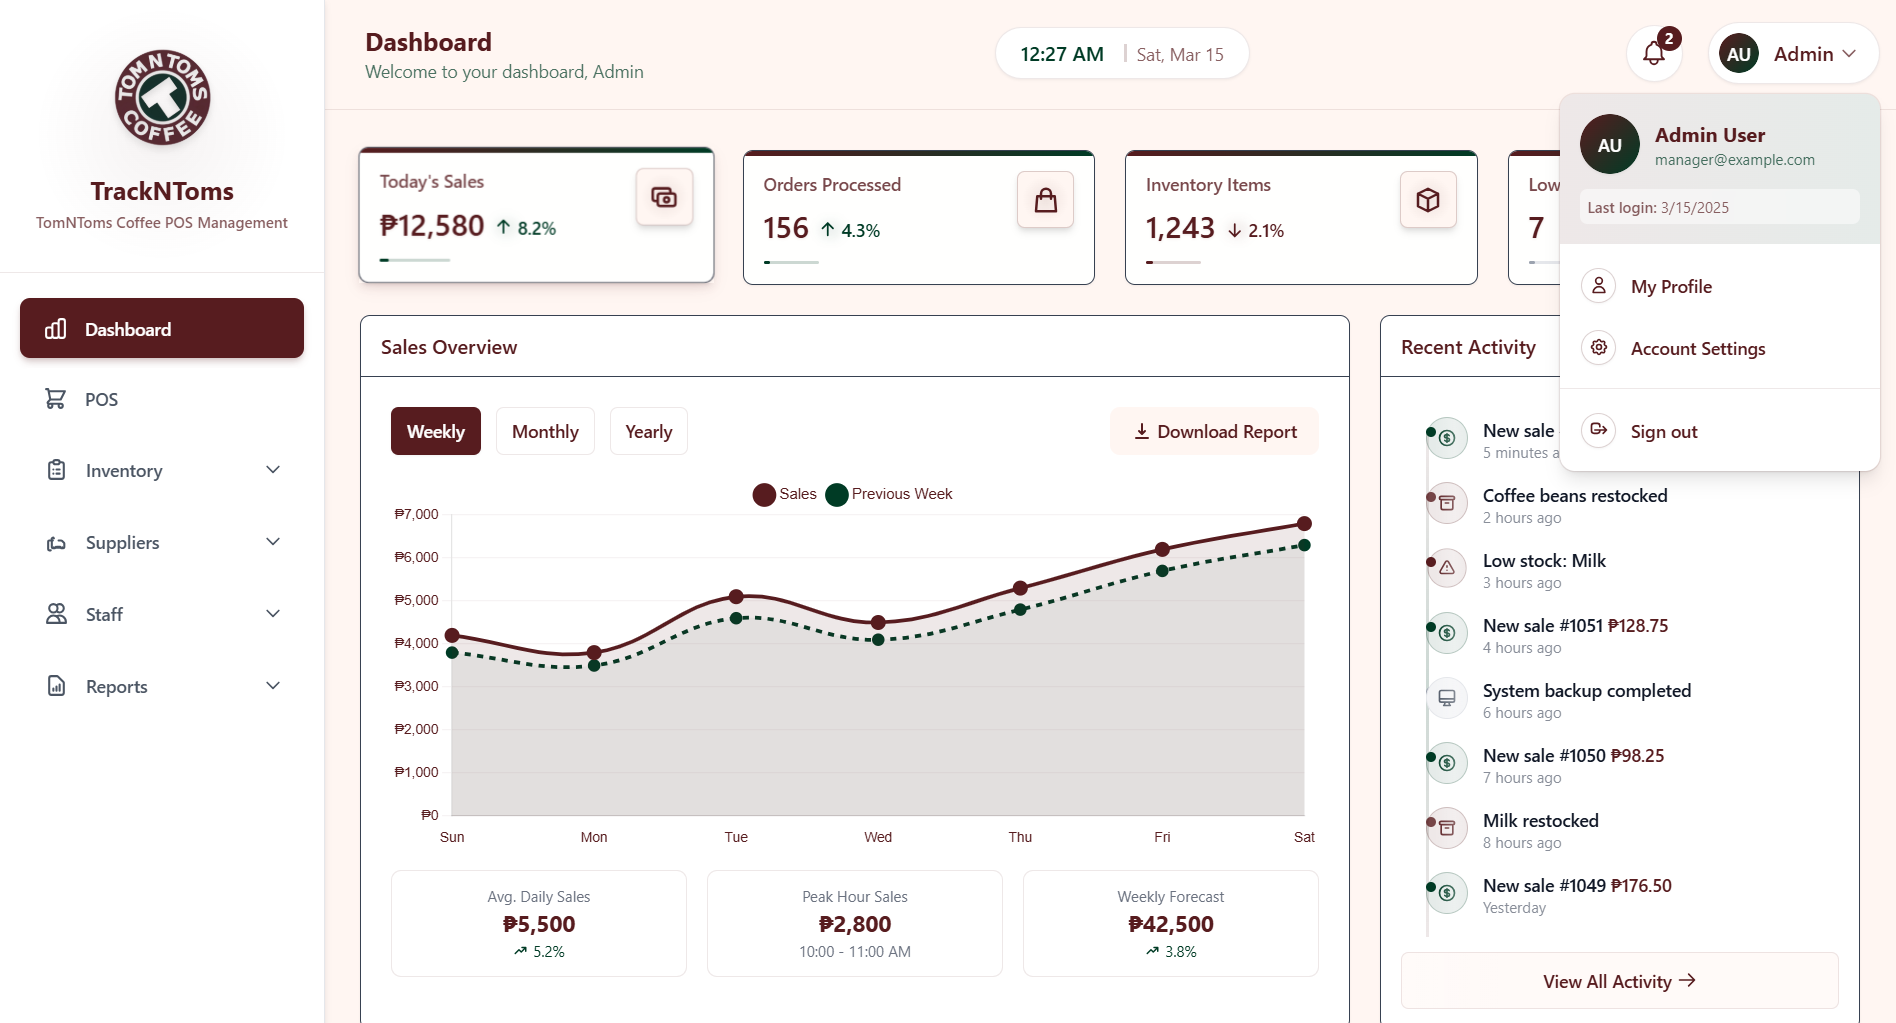 TOM N TOMS
COFFEE
TrackNToms
TomNToms Coffee POS Management
Dashboard
POS
Inventory
Suppliers
Staff
Reports
Dashboard
Welcome to your dashboard, Admin
12:27 AM | Sat, Mar 15
2
AU Admin
AU
Admin User
manager@example.com
Last login: 3/15/2025
My Profile
Account Settings
Sign out
Today's Sales
₱12,580 ↑ 8.2%
Orders Processed
156 ↑ 4.3%
Inventory Items
1,243 ↓ 2.1%
Low
7
Sales Overview
Weekly Monthly Yearly
Download Report
Sales Previous Week
₱7,000
₱6,000
₱5,000
₱4,000
₱3,000
₱2,000
₱1,000
₱0
Sun Mon Tue Wed Thu Fri Sat
Avg. Daily Sales
₱5,500
5.2%
Peak Hour Sales
₱2,800
10:00 - 11:00 AM
Weekly Forecast
₱42,500
3.8%
Recent Activity
New sale
5 minutes a
Coffee beans restocked
2 hours ago
Low stock: Milk
3 hours ago
New sale #1051 ₱128.75
4 hours ago
System backup completed
6 hours ago
New sale #1050 ₱98.25
7 hours ago
Milk restocked
8 hours ago
New sale #1049 ₱176.50
Yesterday
View All Activity →